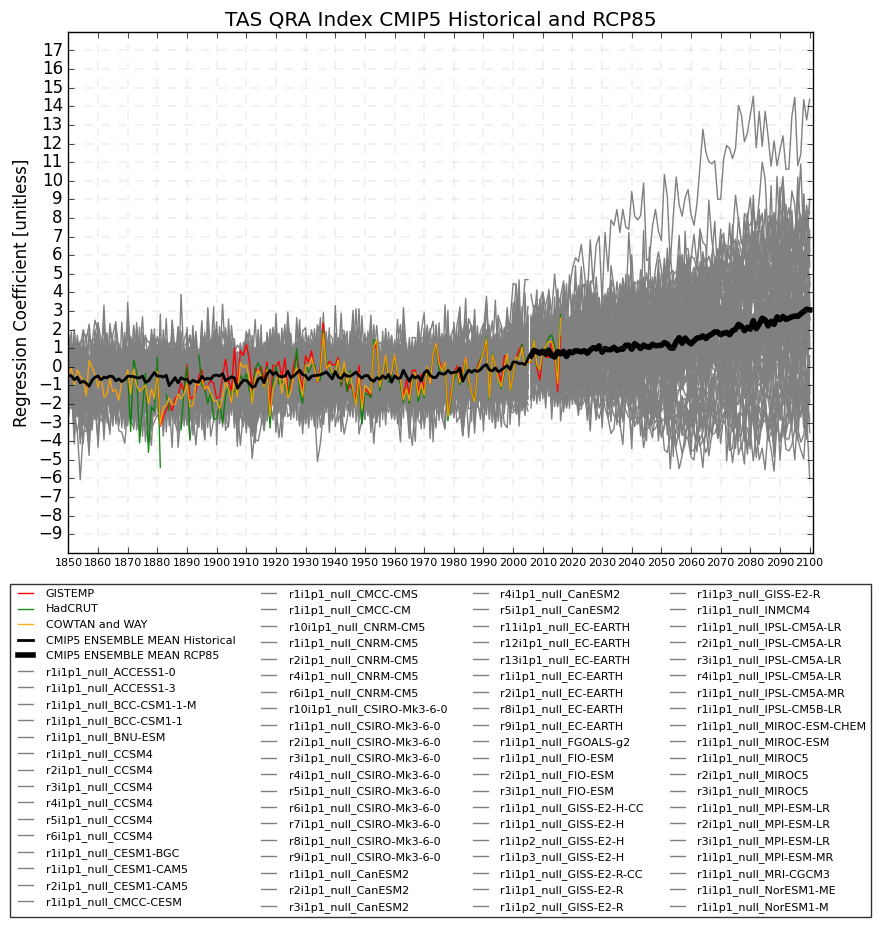 TAS QRA Index CMIP5 Historical and RCP85
Regression Coefficient [unitless]
17
16
15
14
13
12
11
10
9
8
7
6
5
4
3
2
1
0
−1
−2
−3
−4
−5
−6
−7
−8
−9
1850 1860 1870 1880 1890 1900 1910 1920 1930 1940 1950 1960 1970 1980 1990 2000 2010 2020 2030 2040 2050 2060 2070 2080 2090 2100
GISTEMP
HadCRUT
COWTAN and WAY
CMIP5 ENSEMBLE MEAN Historical
CMIP5 ENSEMBLE MEAN RCP85
r1i1p1_null_ACCESS1-0
r1i1p1_null_ACCESS1-3
r1i1p1_null_BCC-CSM1-1-M
r1i1p1_null_BCC-CSM1-1
r1i1p1_null_BNU-ESM
r1i1p1_null_CCSM4
r2i1p1_null_CCSM4
r3i1p1_null_CCSM4
r4i1p1_null_CCSM4
r5i1p1_null_CCSM4
r6i1p1_null_CCSM4
r1i1p1_null_CESM1-BGC
r1i1p1_null_CESM1-CAM5
r2i1p1_null_CESM1-CAM5
r1i1p1_null_CMCC-CESM
r1i1p1_null_CMCC-CMS
r1i1p1_null_CMCC-CM
r10i1p1_null_CNRM-CM5
r1i1p1_null_CNRM-CM5
r2i1p1_null_CNRM-CM5
r4i1p1_null_CNRM-CM5
r6i1p1_null_CNRM-CM5
r10i1p1_null_CSIRO-Mk3-6-0
r1i1p1_null_CSIRO-Mk3-6-0
r2i1p1_null_CSIRO-Mk3-6-0
r3i1p1_null_CSIRO-Mk3-6-0
r4i1p1_null_CSIRO-Mk3-6-0
r5i1p1_null_CSIRO-Mk3-6-0
r6i1p1_null_CSIRO-Mk3-6-0
r7i1p1_null_CSIRO-Mk3-6-0
r8i1p1_null_CSIRO-Mk3-6-0
r9i1p1_null_CSIRO-Mk3-6-0
r1i1p1_null_CanESM2
r2i1p1_null_CanESM2
r3i1p1_null_CanESM2
r4i1p1_null_CanESM2
r5i1p1_null_CanESM2
r11i1p1_null_EC-EARTH
r12i1p1_null_EC-EARTH
r13i1p1_null_EC-EARTH
r1i1p1_null_EC-EARTH
r2i1p1_null_EC-EARTH
r8i1p1_null_EC-EARTH
r9i1p1_null_EC-EARTH
r1i1p1_null_FGOALS-g2
r1i1p1_null_FIO-ESM
r2i1p1_null_FIO-ESM
r3i1p1_null_FIO-ESM
r1i1p1_null_GISS-E2-H-CC
r1i1p1_null_GISS-E2-H
r1i1p2_null_GISS-E2-H
r1i1p3_null_GISS-E2-H
r1i1p1_null_GISS-E2-R-CC
r1i1p1_null_GISS-E2-R
r1i1p2_null_GISS-E2-R
r1i1p3_null_GISS-E2-R
r1i1p1_null_INMCM4
r1i1p1_null_IPSL-CM5A-LR
r2i1p1_null_IPSL-CM5A-LR
r3i1p1_null_IPSL-CM5A-LR
r4i1p1_null_IPSL-CM5A-LR
r1i1p1_null_IPSL-CM5A-MR
r1i1p1_null_IPSL-CM5B-LR
r1i1p1_null_MIROC-ESM-CHEM
r1i1p1_null_MIROC-ESM
r1i1p1_null_MIROC5
r2i1p1_null_MIROC5
r3i1p1_null_MIROC5
r1i1p1_null_MPI-ESM-LR
r2i1p1_null_MPI-ESM-LR
r3i1p1_null_MPI-ESM-LR
r1i1p1_null_MPI-ESM-MR
r1i1p1_null_MRI-CGCM3
r1i1p1_null_NorESM1-ME
r1i1p1_null_NorESM1-M